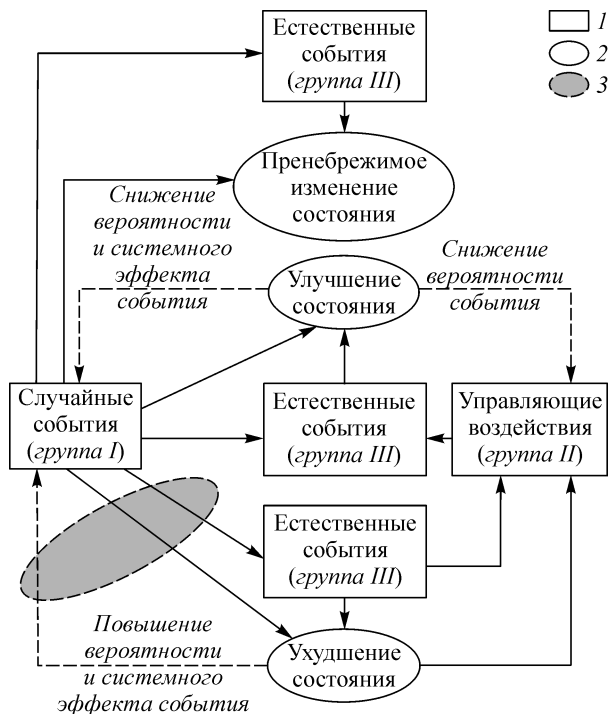 Естественные
события
(группа III)
1
2
3
Пренебрежимое
изменение
состояния
Снижение
вероятности
и системного
эффекта
события
Улучшение
состояния
Снижение
вероятности
события
Случайные
события
(группа I)
Естественные
события
(группа III)
Управляющие
воздействия
(группа II)
Естественные
события
(группа III)
Повышение
вероятности
и системного
эффекта события
Ухудшение
состояния